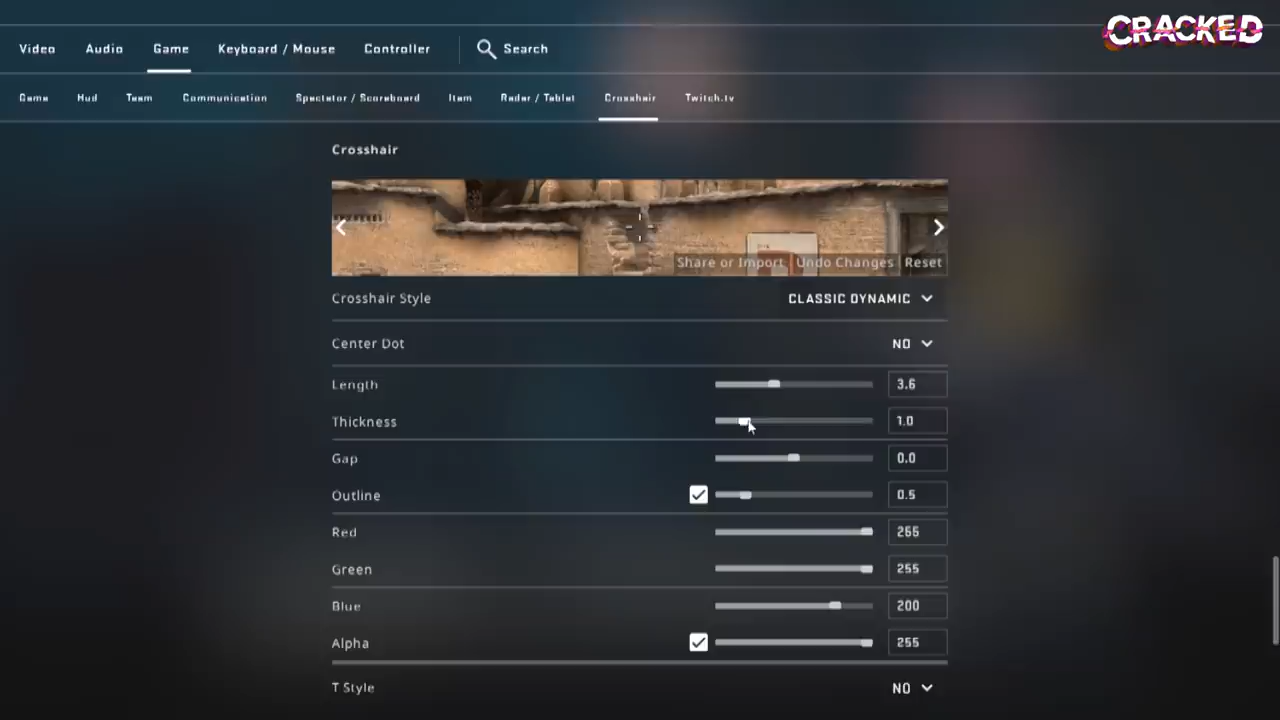 CRACKED
Video Audio Game Keyboard / Mouse Controller Search
Game Hud Team Communication Spectator / Scoreboard Item Radar / Tablet Crosshair Twitch.tv
Crosshair
Share or Import Undo Changes Reset
Crosshair Style CLASSIC DYNAMIC
Center Dot NO
Length 3.6
Thickness 1.0
Gap 0.0
Outline 0.5
Red 255
Green 255
Blue 200
Alpha 255
T Style NO